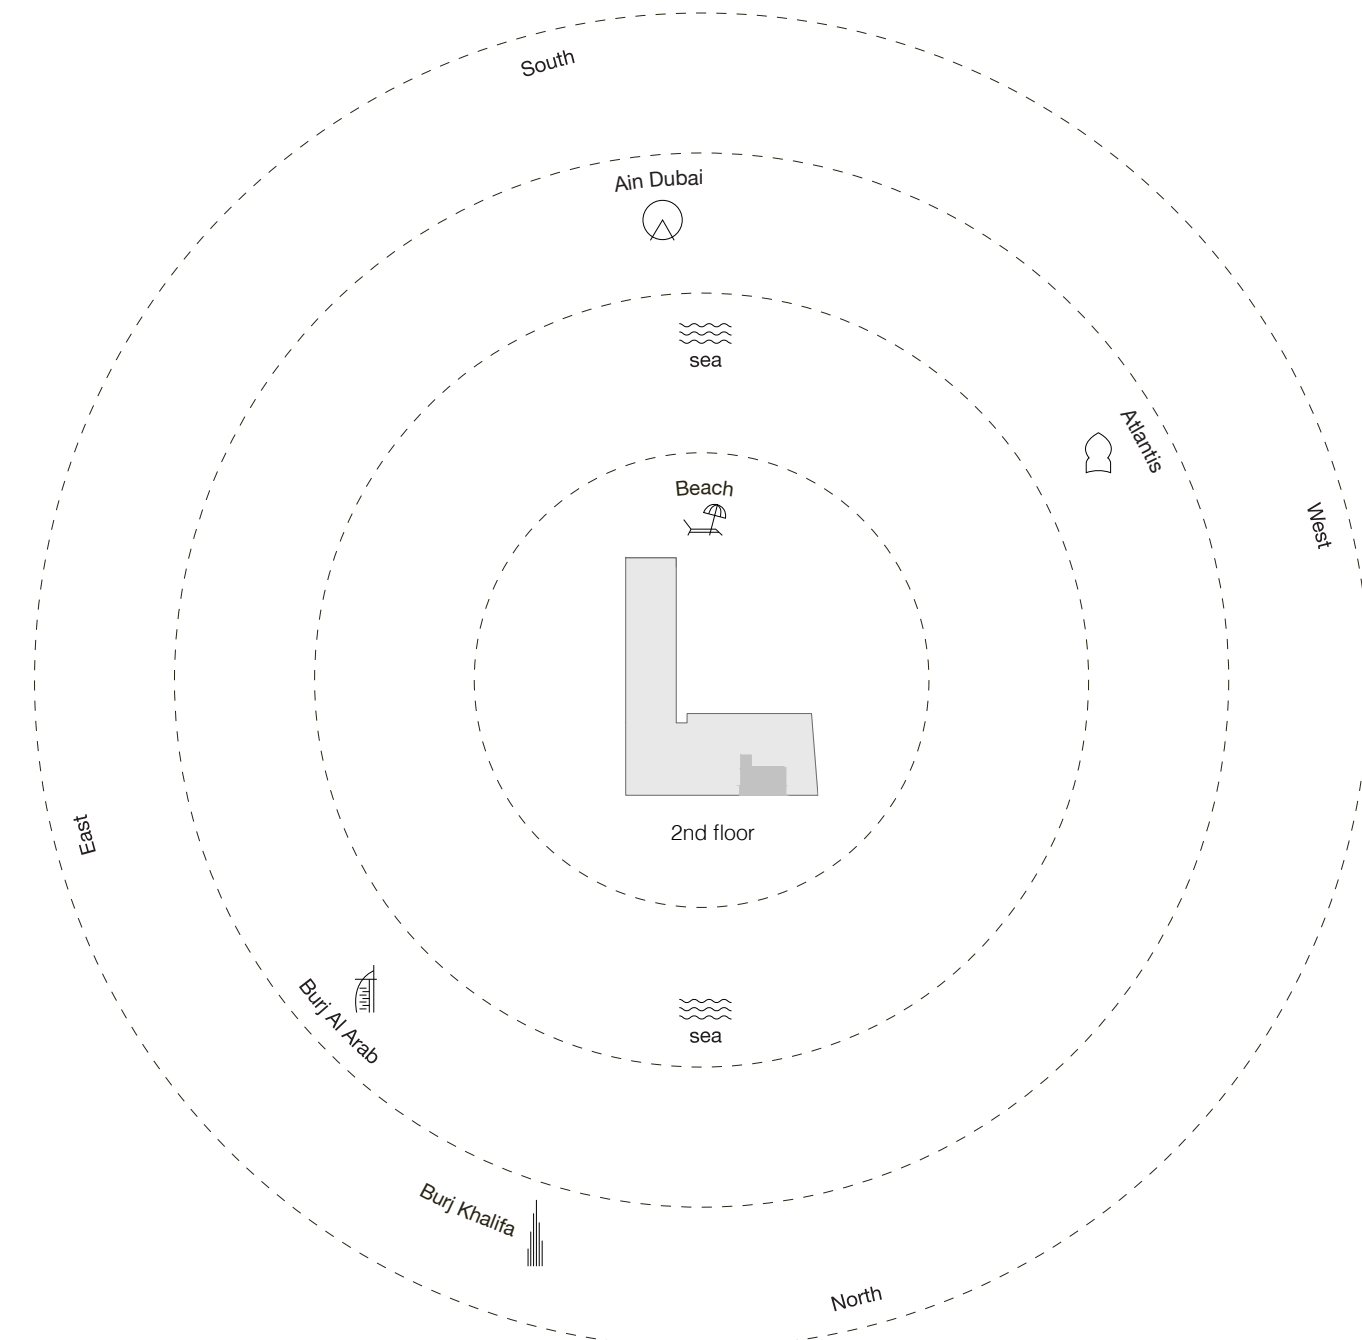 South
Ain Dubai
sea
Atlantis
Beach
West
2nd floor
East
Burj Al Arab
sea
Burj Khalifa
North